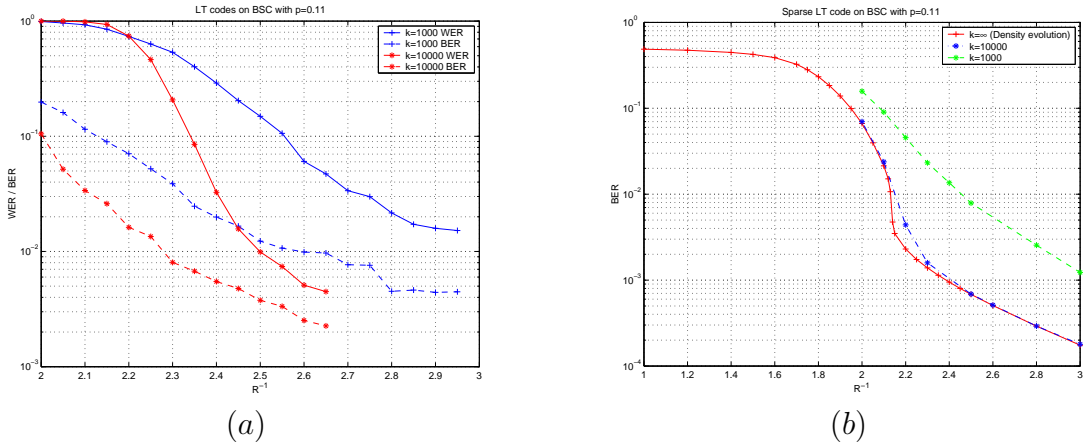 LT codes on BSC with p=0.11
k=1000 WER
k=1000 BER
k=10000 WER
k=10000 BER
10^0
10^-1
10^-2
10^-3
WER / BER
2 2.1 2.2 2.3 2.4 2.5 2.6 2.7 2.8 2.9 3
R^-1
(a)
Sparse LT code on BSC with p=0.11
k=∞ (Density evolution)
k=10000
k=1000
10^0
10^-1
10^-2
10^-3
10^-4
BER
1 1.2 1.4 1.6 1.8 2 2.2 2.4 2.6 2.8 3
R^-1
(b)